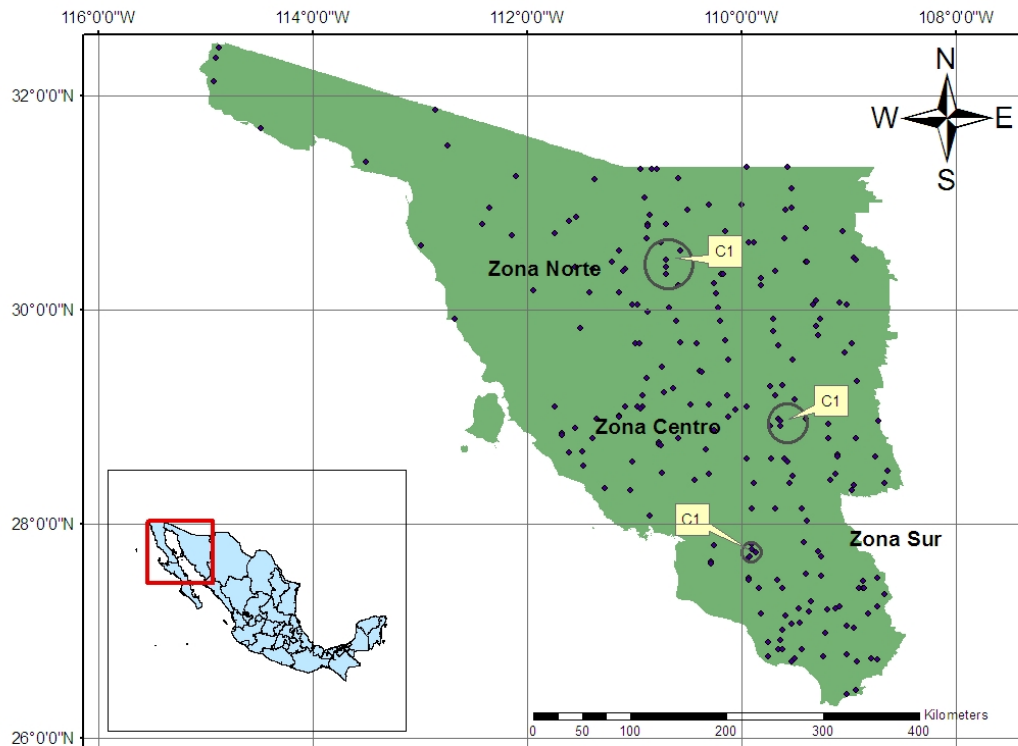 116°0'0"W 114°0'0"W 112°0'0"W 110°0'0"W 108°0'0"W
32°0'0"N
N
W E
S
C1
Zona Norte
30°0'0"N
C1
Zona Centro
28°0'0"N
C1
Zona Sur
Kilometers
0 50 100 200 300 400
26°0'0"N